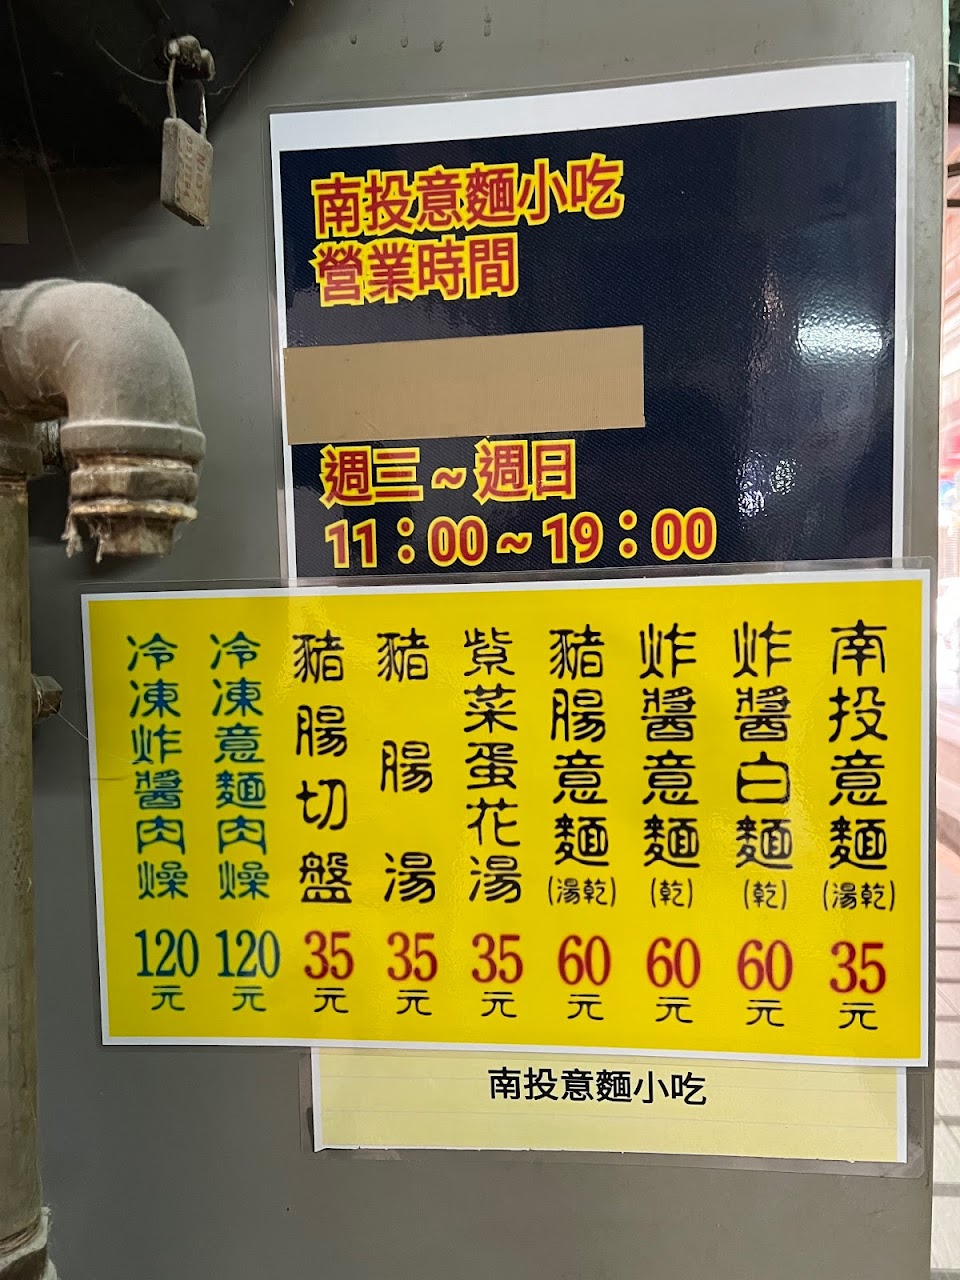 南投意麵小吃
營業時間
週三~週日
11:00~19:00
南投意麵(湯乾)35元
炸醬白麵(乾)60元
炸醬意麵(乾)60元
豬腸意麵(湯乾)60元
紫菜蛋花湯35元
豬腸湯35元
豬腸切盤35元
冷凍意麵肉燥120元
冷凍炸醬肉燥120元
南投意麵小吃